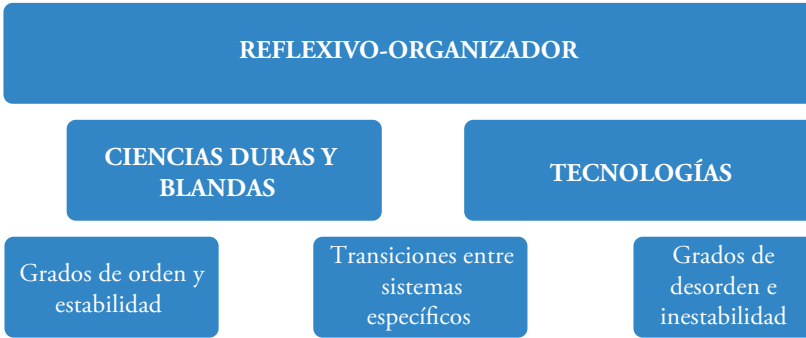 REFLEXIVO-ORGANIZADOR
CIENCIAS DURAS Y
BLANDAS
TECNOLOGÍAS
Grados de orden y
estabilidad
Transiciones entre
sistemas
específicos
Grados de
desorden e
inestabilidad